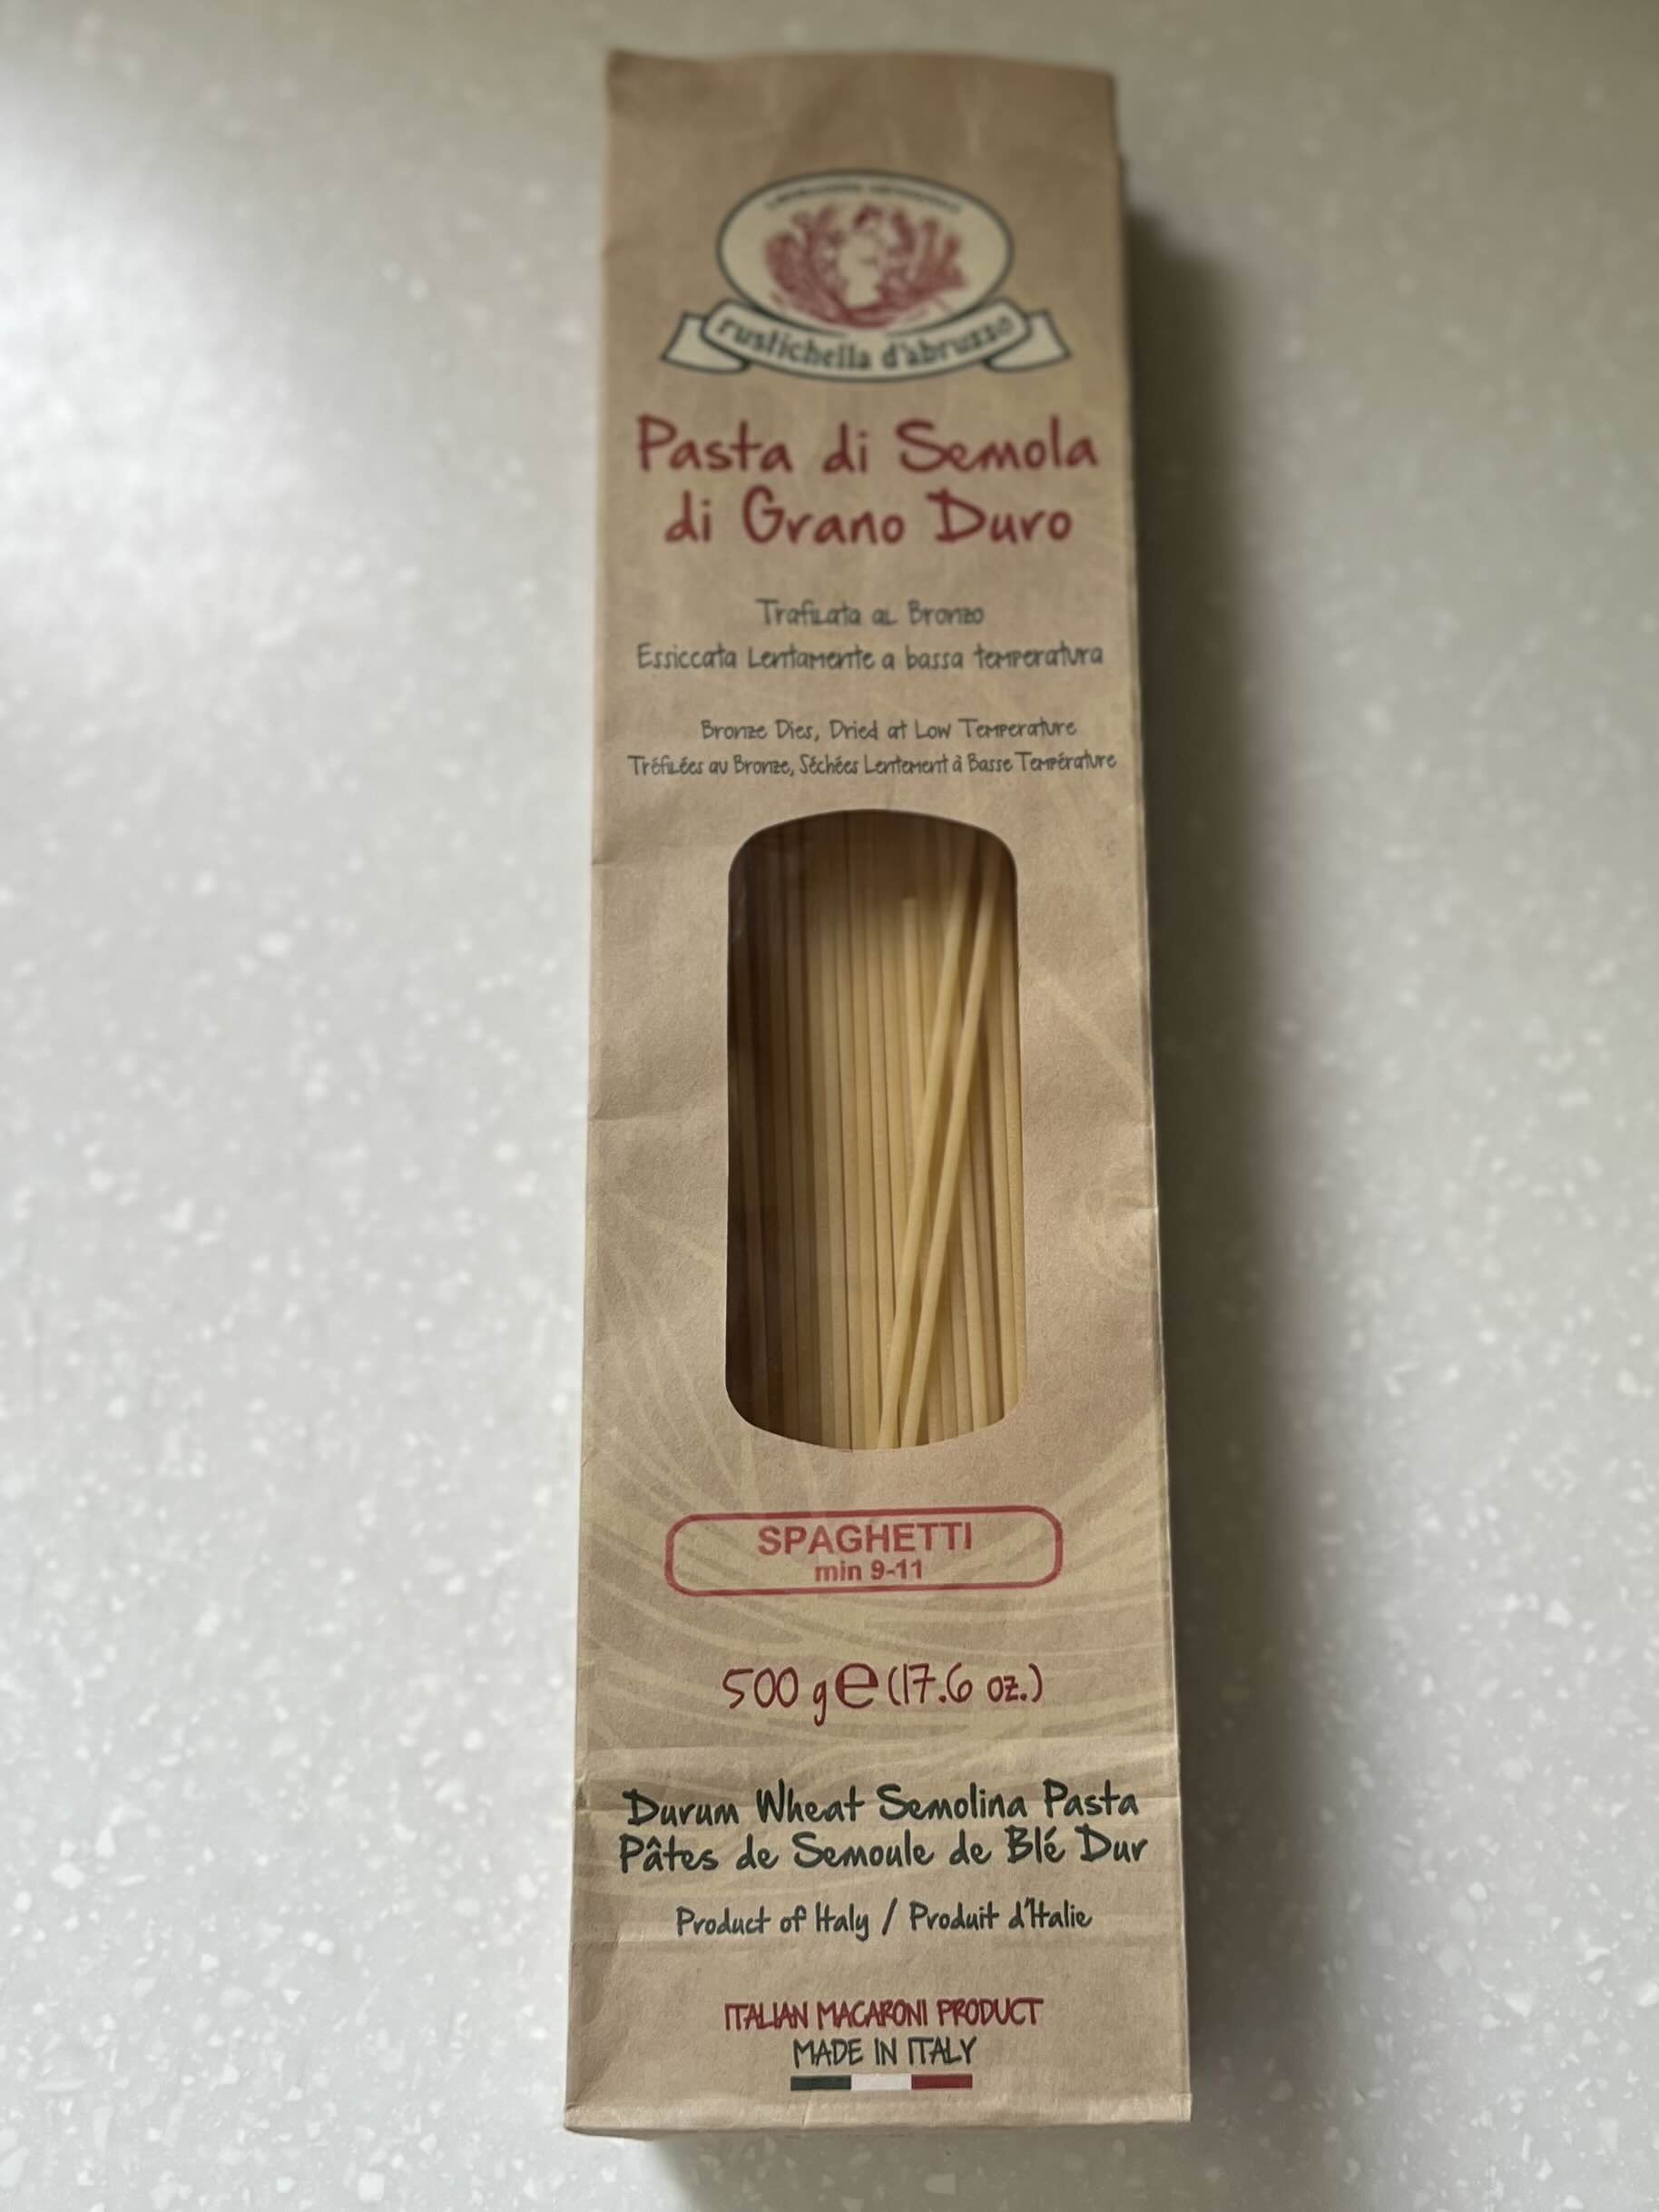 rustichella d'abruzzo
Pasta di Semola
di Grano Duro
Trafilata al Bronzo
Essiccata Lentamente a bassa temperatura
Bronze Dies, Dried at Low Temperature
Tréfilées au Bronze, Séchées Lentement à Basse Température
SPAGHETTI
min 9-11
500 g e (17.6 oz.)
Durum Wheat Semolina Pasta
Pâtes de Semoule de Blé Dur
Product of Italy / Produit d'Italie
ITALIAN MACARONI PRODUCT
MADE IN ITALY